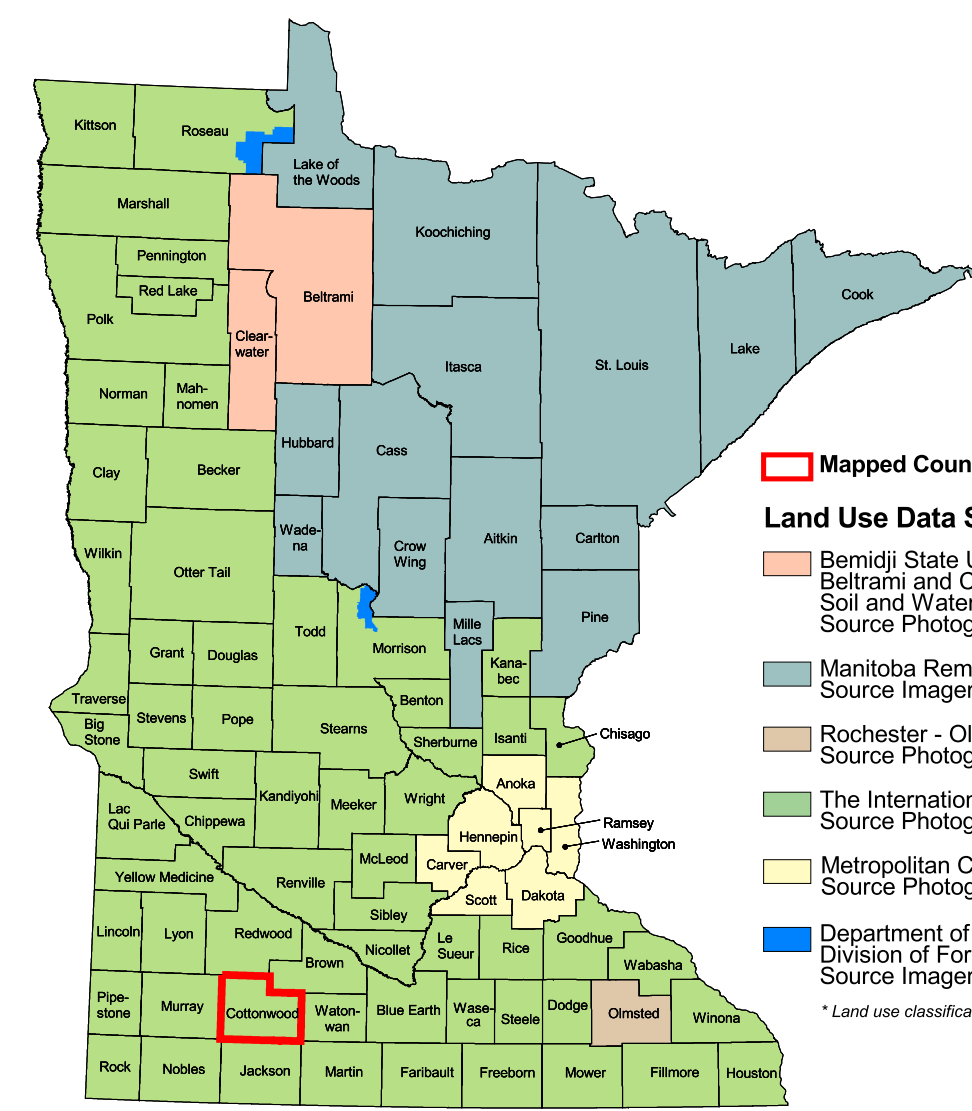 Kittson
Roseau
Lake of
the Woods
Marshall
Koochiching
Pennington
Red Lake
Beltrami
Cook
Polk
Clear-
water
Lake
St. Louis
Itasca
Norman
Mah-
nomen
Hubbard
Cass
Clay
Becker
Mapped Coun
Land Use Data S
Wade-
na
Crow
Wing
Aitkin
Carlton
Wilkin
Otter Tail
Bemidji State U
Beltrami and C
Soil and Water
Source Photog
Todd
Mille
Lacs
Pine
Morrison
Grant
Douglas
Kana-
bec
Manitoba Rem
Source Imager
Traverse
Benton
Big
Stone
Stevens
Pope
Stearns
Sherburne
Isanti
Chisago
Rochester - Ol
Source Photog
Swift
Kandiyohi
Meeker
Wright
Anoka
Lac
Qui Parle
Chippewa
Hennepin
Ramsey
Washington
The Internation
Source Photog
McLeod
Carver
Yellow Medicine
Renville
Scott
Dakota
Metropolitan C
Source Photog
Sibley
Lincoln
Lyon
Redwood
Nicollet
Le
Sueur
Rice
Goodhue
Department of
Division of For
Source Imager
Brown
Wabasha
Pipe-
stone
Murray
Cottonwood
Waton-
wan
Blue Earth
Wase-
ca
Steele
Dodge
Olmsted
Winona
* Land use classifica
Rock
Nobles
Jackson
Martin
Faribault
Freeborn
Mower
Fillmore
Houston